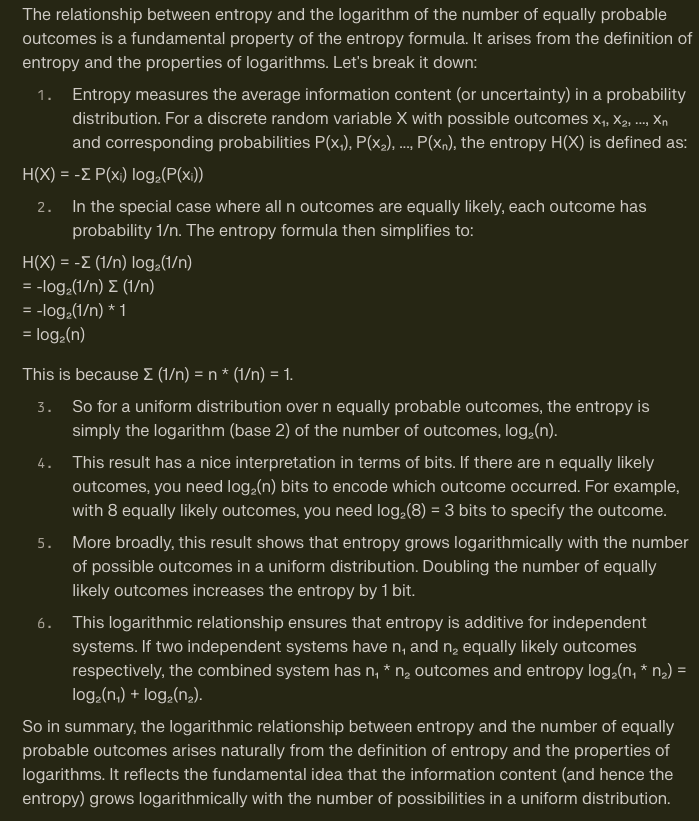 The relationship between entropy and the logarithm of the number of equally probable
outcomes is a fundamental property of the entropy formula. It arises from the definition of
entropy and the properties of logarithms. Let's break it down:
1. Entropy measures the average information content (or uncertainty) in a probability
distribution. For a discrete random variable X with possible outcomes x₁, x₂, ..., xₙ
and corresponding probabilities P(x₁), P(x₂), ..., P(xₙ), the entropy H(X) is defined as:
H(X) = -Σ P(xᵢ) log₂(P(xᵢ))
2. In the special case where all n outcomes are equally likely, each outcome has
probability 1/n. The entropy formula then simplifies to:
H(X) = -Σ (1/n) log₂(1/n)
= -log₂(1/n) Σ (1/n)
= -log₂(1/n) * 1
= log₂(n)
This is because Σ (1/n) = n * (1/n) = 1.
3. So for a uniform distribution over n equally probable outcomes, the entropy is
simply the logarithm (base 2) of the number of outcomes, log₂(n).
4. This result has a nice interpretation in terms of bits. If there are n equally likely
outcomes, you need log₂(n) bits to encode which outcome occurred. For example,
with 8 equally likely outcomes, you need log₂(8) = 3 bits to specify the outcome.
5. More broadly, this result shows that entropy grows logarithmically with the number
of possible outcomes in a uniform distribution. Doubling the number of equally
likely outcomes increases the entropy by 1 bit.
6. This logarithmic relationship ensures that entropy is additive for independent
systems. If two independent systems have n₁ and n₂ equally likely outcomes
respectively, the combined system has n₁ * n₂ outcomes and entropy log₂(n₁ * n₂) =
log₂(n₁) + log₂(n₂).
So in summary, the logarithmic relationship between entropy and the number of equally
probable outcomes arises naturally from the definition of entropy and the properties of
logarithms. It reflects the fundamental idea that the information content (and hence the
entropy) grows logarithmically with the number of possibilities in a uniform distribution.